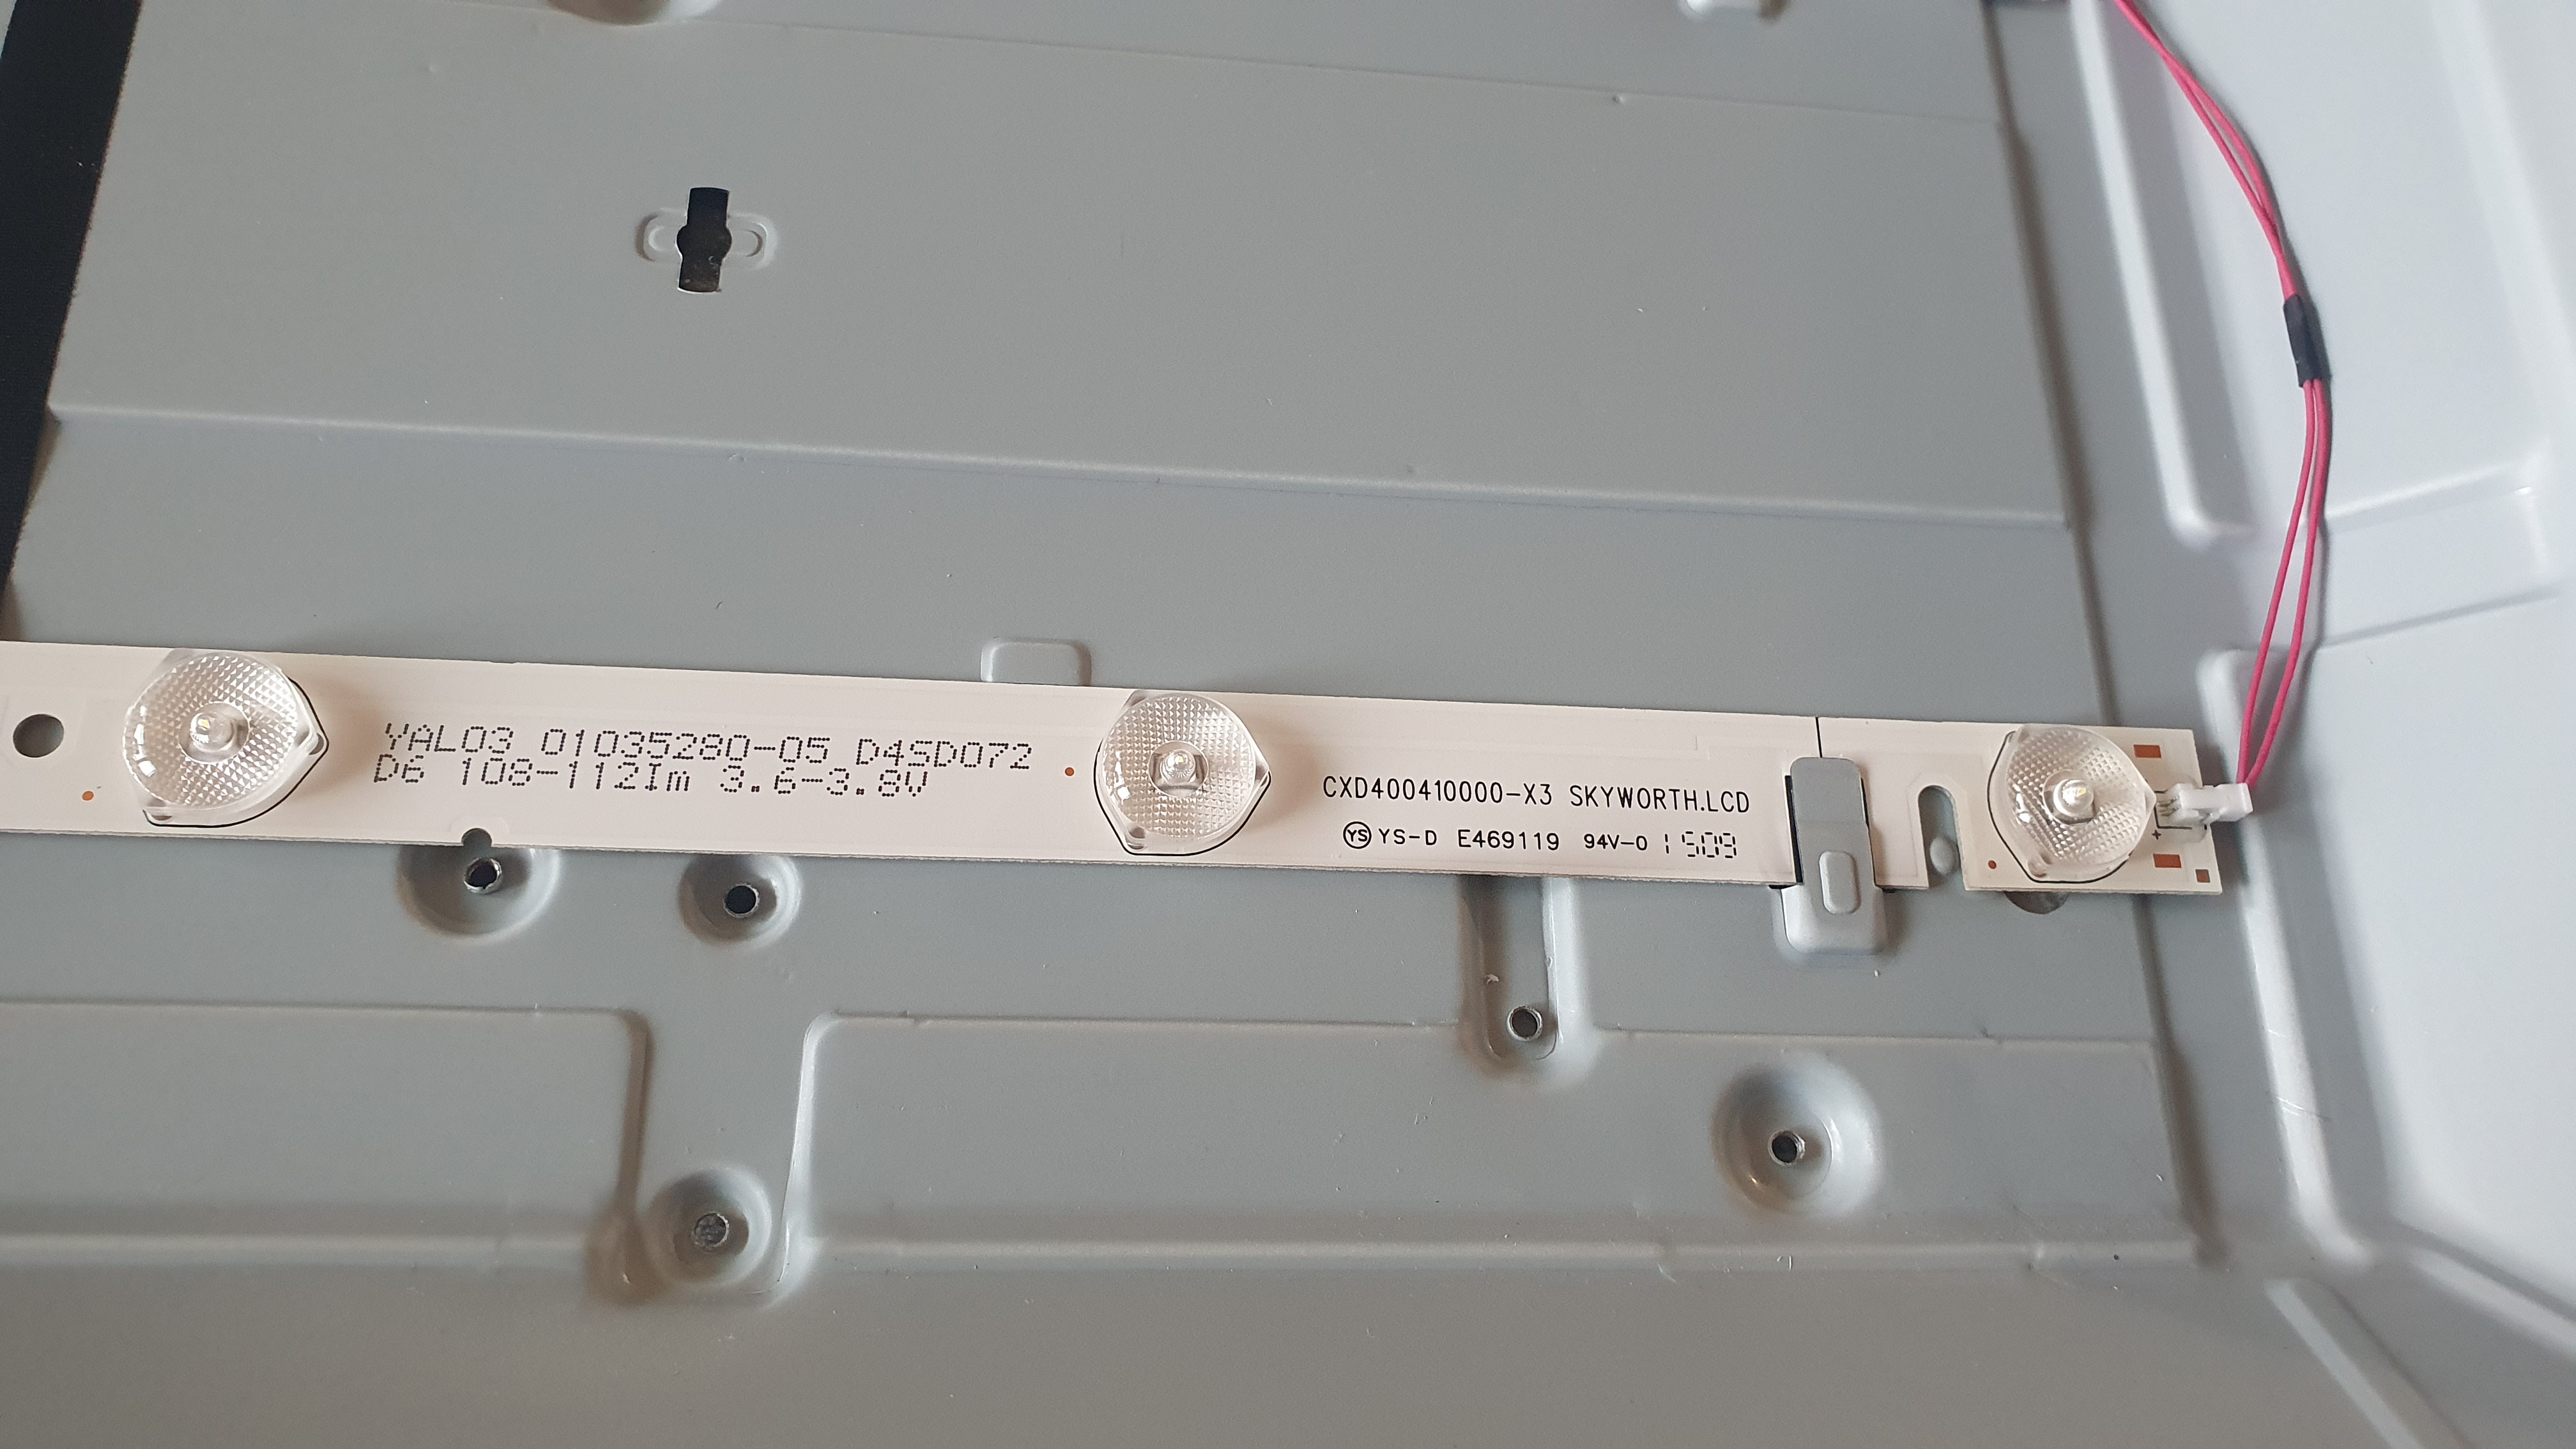 YAL03 01035280-05 D4SD072
D6 108-112lm 3.6-3.8V
CXD400410000-X3 SKYWORTH.LCD
YS YS-D E469119 94V-0 1509
+